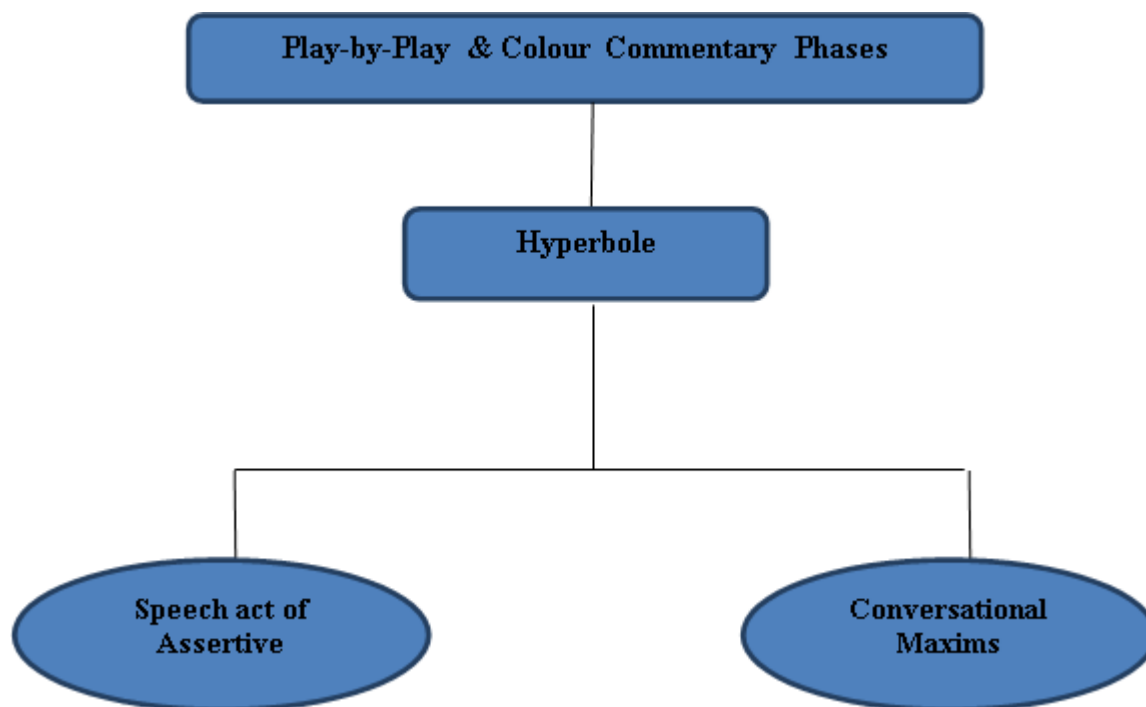 Play-by-Play & Colour Commentary Phases
Hyperbole
Speech act of
Assertive
Conversational
Maxims